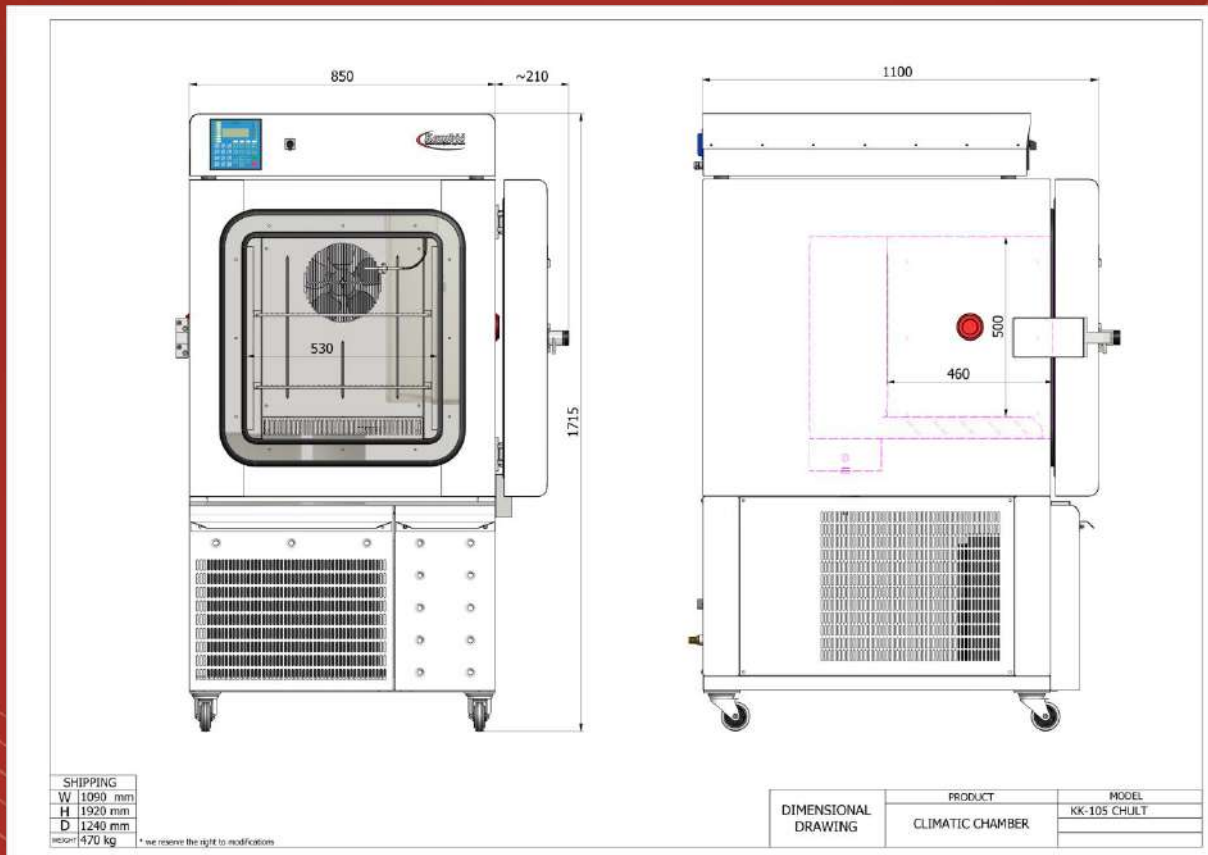 850
~210
1100
530
1715
500
460
SHIPPING
W 1090 mm
H 1920 mm
D 1240 mm
WEIGHT 470 kg
* we reserve the right to modifications
DIMENSIONAL
DRAWING
PRODUCT
CLIMATIC CHAMBER
MODEL
KK-105 CHULT